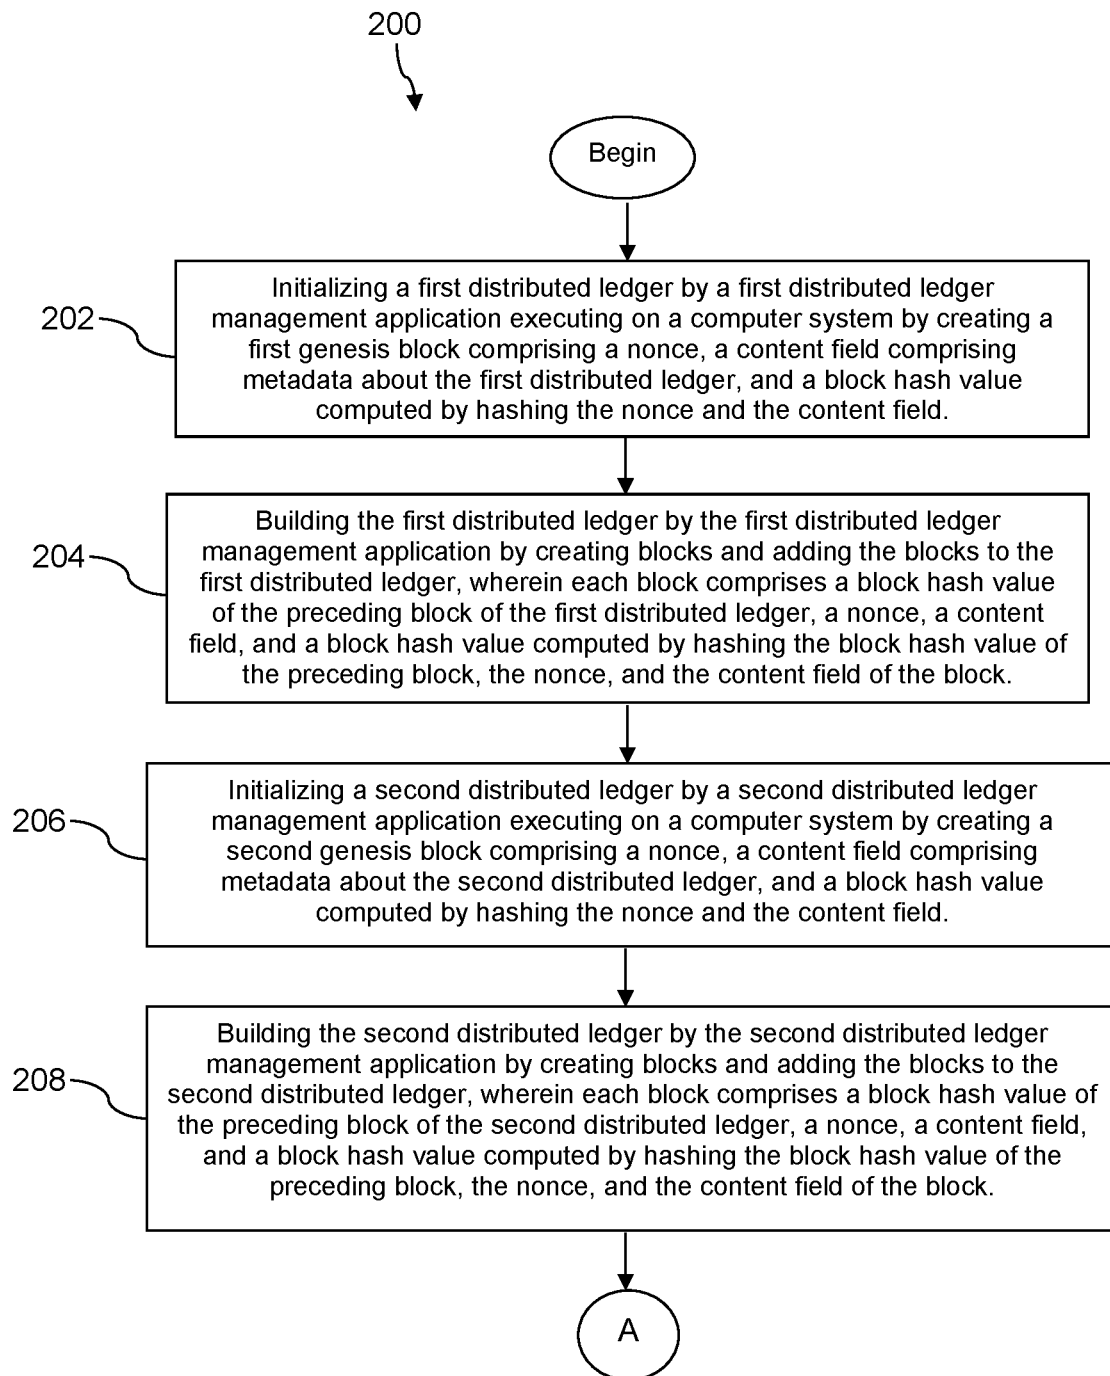 200
Begin
202
Initializing a first distributed ledger by a first distributed ledger
management application executing on a computer system by creating a
first genesis block comprising a nonce, a content field comprising
metadata about the first distributed ledger, and a block hash value
computed by hashing the nonce and the content field.
204
Building the first distributed ledger by the first distributed ledger
management application by creating blocks and adding the blocks to the
first distributed ledger, wherein each block comprises a block hash value
of the preceding block of the first distributed ledger, a nonce, a content
field, and a block hash value computed by hashing the block hash value of
the preceding block, the nonce, and the content field of the block.
206
Initializing a second distributed ledger by a second distributed ledger
management application executing on a computer system by creating a
second genesis block comprising a nonce, a content field comprising
metadata about the second distributed ledger, and a block hash value
computed by hashing the nonce and the content field.
208
Building the second distributed ledger by the second distributed ledger
management application by creating blocks and adding the blocks to the
second distributed ledger, wherein each block comprises a block hash value of
the preceding block of the second distributed ledger, a nonce, a content field,
and a block hash value computed by hashing the block hash value of the
preceding block, the nonce, and the content field of the block.
A